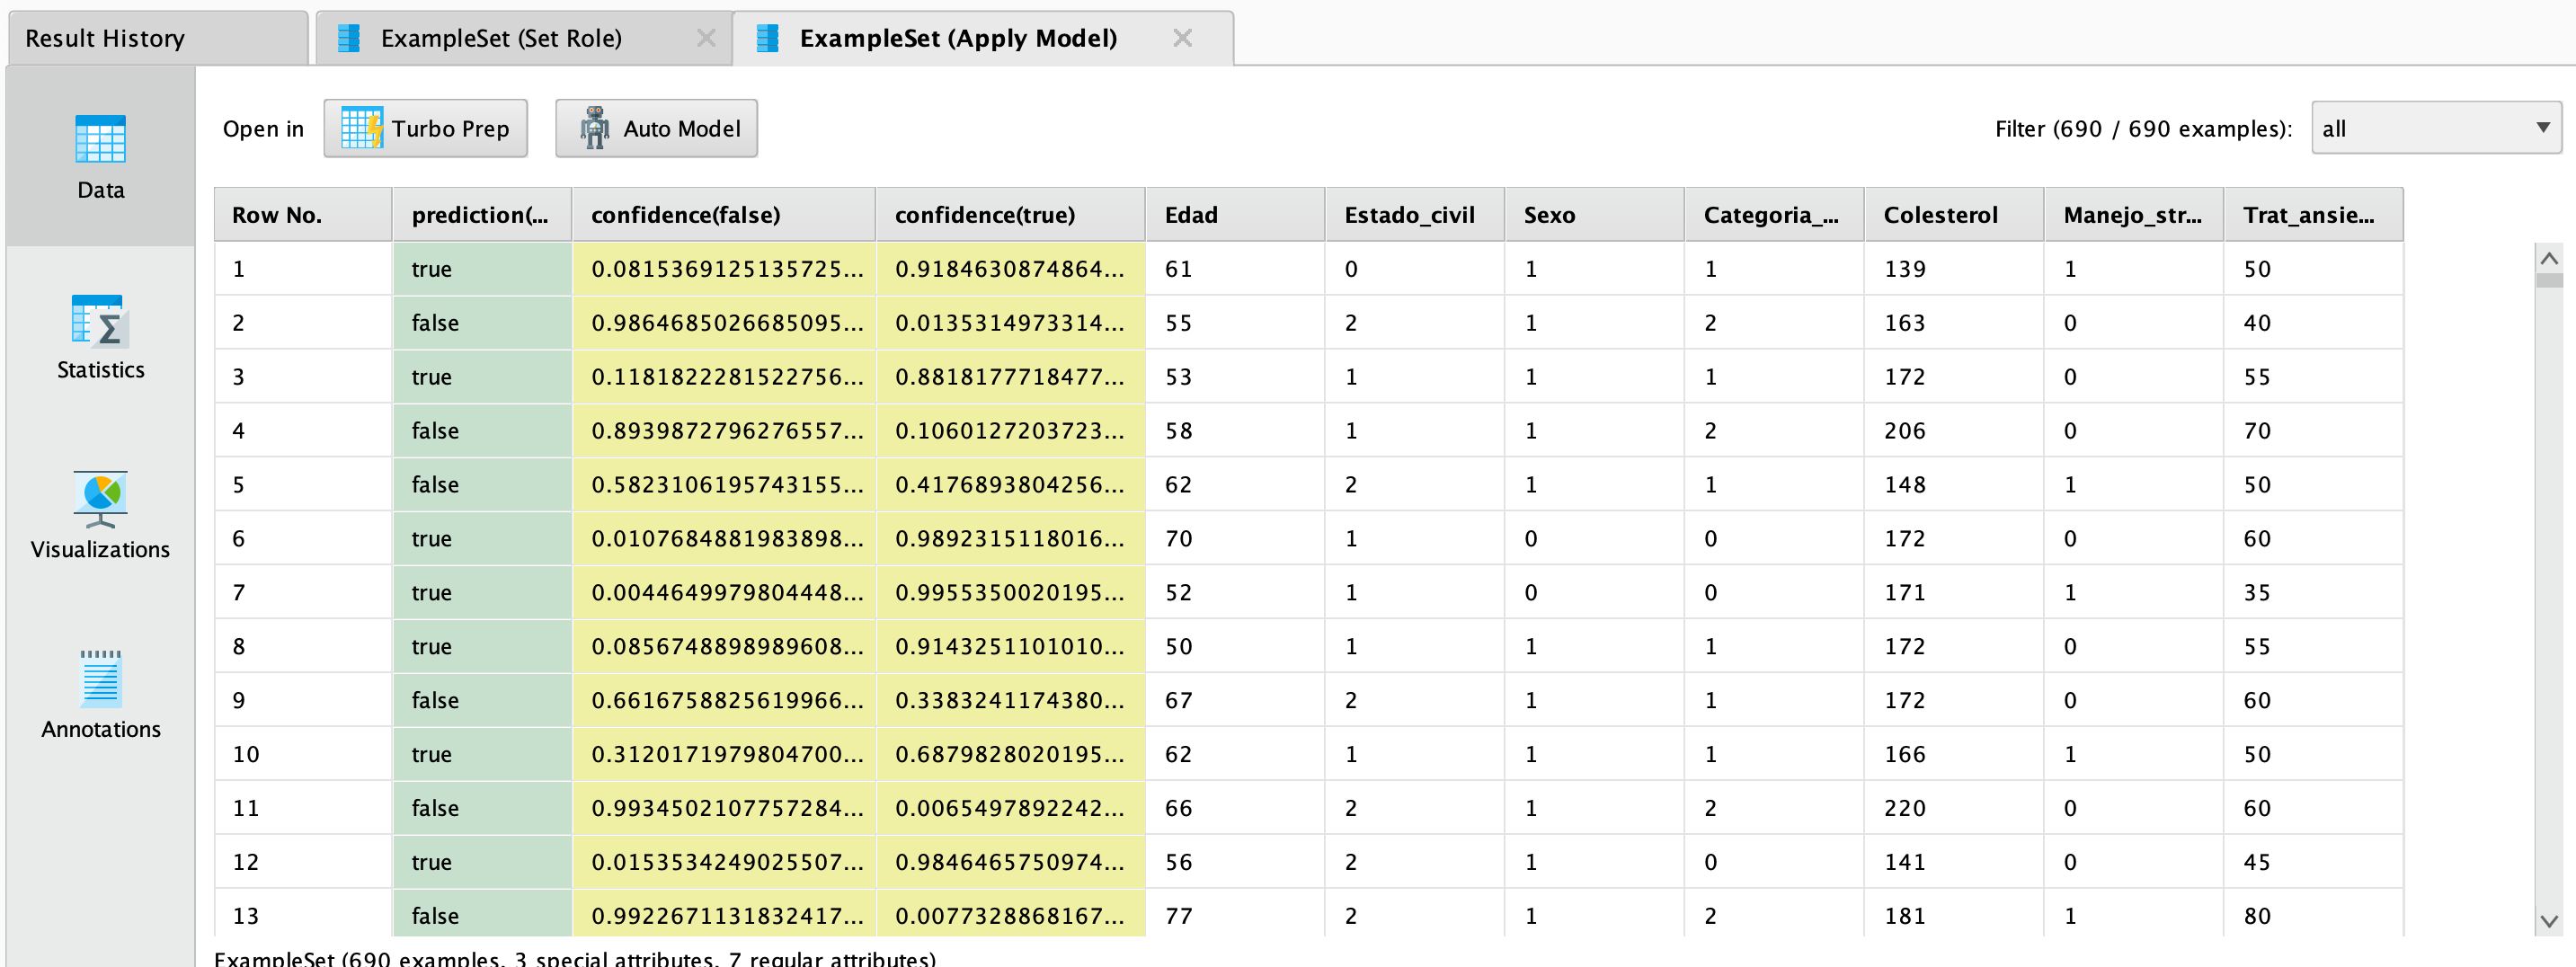 Result History ExampleSet (Set Role) ExampleSet (Apply Model)
Open in Turbo Prep Auto Model Filter (690 / 690 examples): all
Data
Statistics
Visualizations
Annotations
Row No. prediction(... confidence(false) confidence(true) Edad Estado_civil Sexo Categoria_... Colesterol Manejo_str... Trat_ansie...
1 true 0.0815369125135725... 0.9184630874864... 61 0 1 1 139 1 50
2 false 0.9864685026685095... 0.0135314973314... 55 2 1 2 163 0 40
3 true 0.1181822281522756... 0.8818177718477... 53 1 1 1 172 0 55
4 false 0.8939872796276557... 0.1060127203723... 58 1 1 2 206 0 70
5 false 0.5823106195743155... 0.4176893804256... 62 2 1 1 148 1 50
6 true 0.0107684881983898... 0.9892315118016... 70 1 0 0 172 0 60
7 true 0.0044649979804448... 0.9955350020195... 52 1 0 0 171 1 35
8 true 0.0856748898989608... 0.9143251101010... 50 1 1 1 172 0 55
9 false 0.6616758825619966... 0.3383241174380... 67 2 1 1 172 0 60
10 true 0.3120171979804700... 0.6879828020195... 62 1 1 1 166 1 50
11 false 0.9934502107757284... 0.0065497892242... 66 2 1 2 220 0 60
12 true 0.0153534249025507... 0.9846465750974... 56 2 1 0 141 0 45
13 false 0.9922671131832417... 0.0077328868167... 77 2 1 2 181 1 80
ExampleSet (690 examples, 3 special attributes, 7 regular attributes)